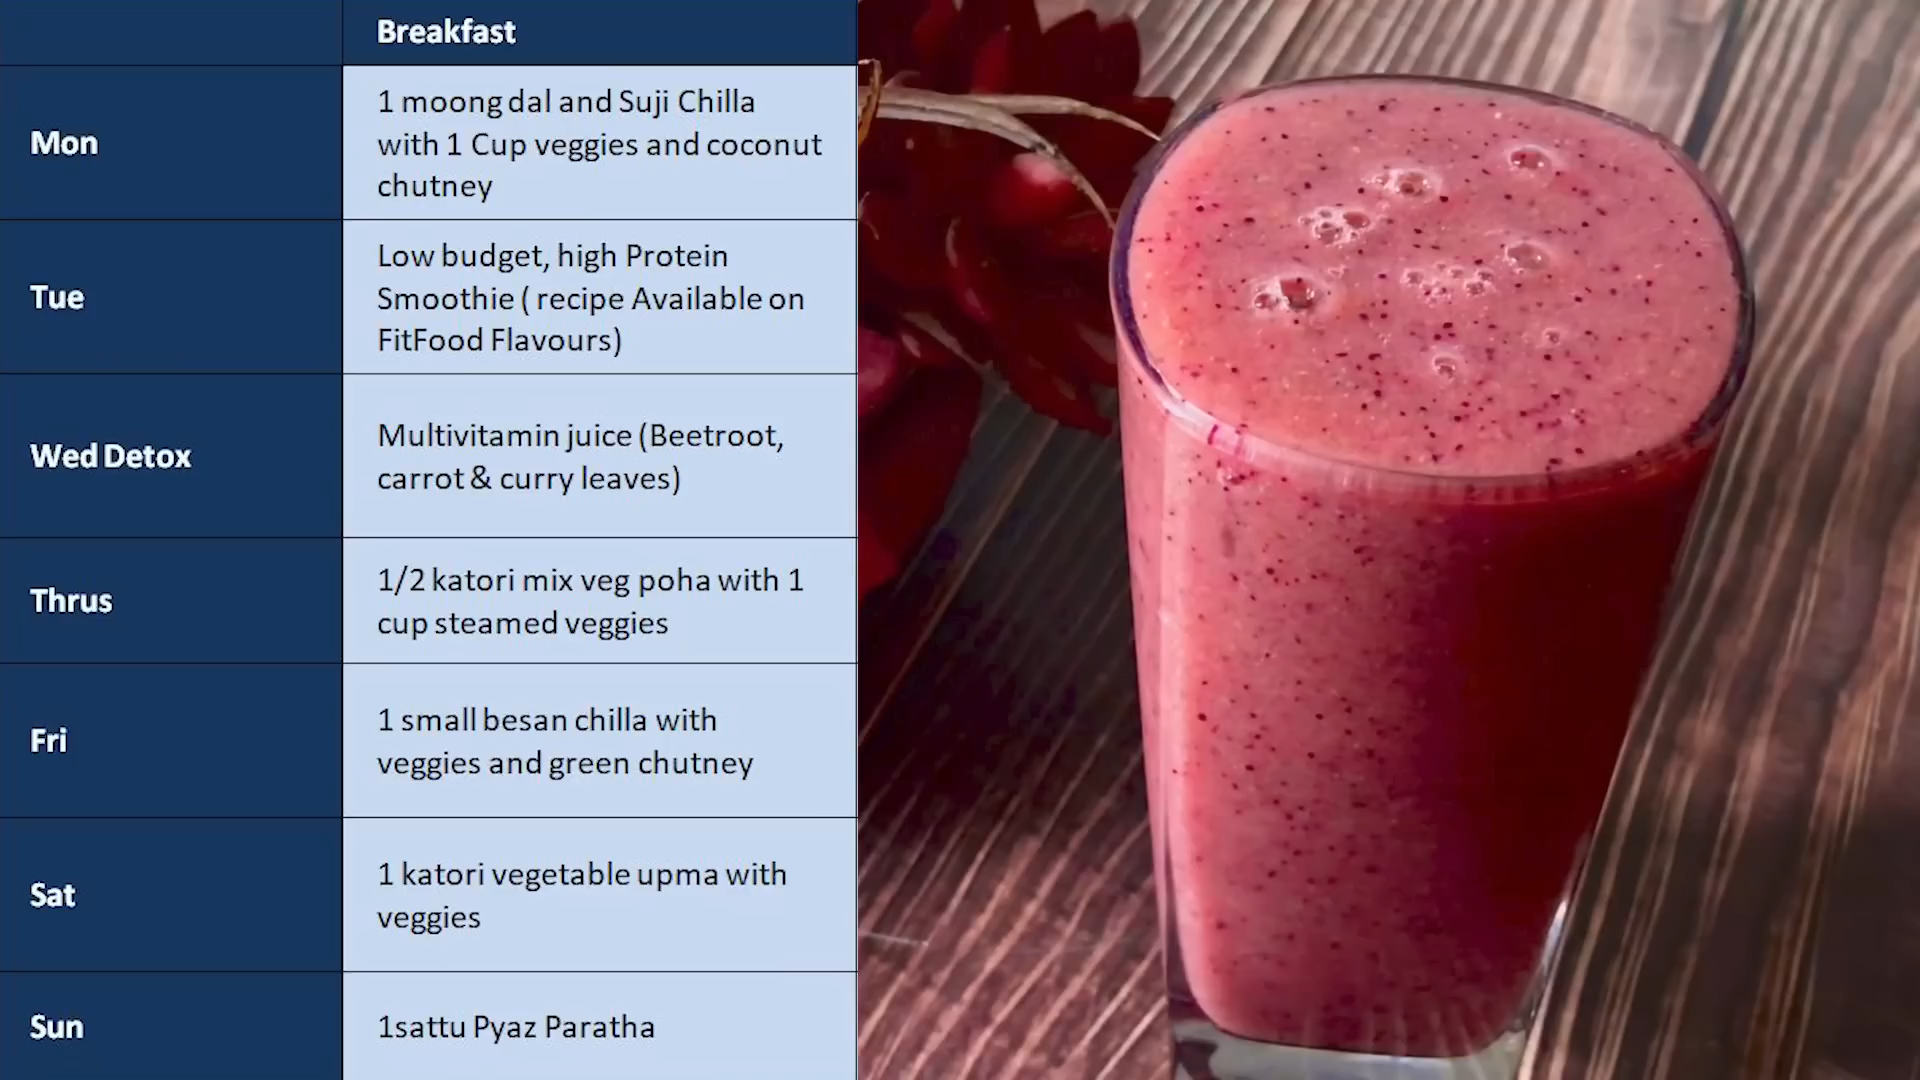 Breakfast
Mon
1 moong dal and Suji Chilla
with 1 Cup veggies and coconut
chutney
Tue
Low budget, high Protein
Smoothie ( recipe Available on
FitFood Flavours)
Wed Detox
Multivitamin juice (Beetroot,
carrot & curry leaves)
Thrus
1/2 katori mix veg poha with 1
cup steamed veggies
Fri
1 small besan chilla with
veggies and green chutney
Sat
1 katori vegetable upma with
veggies
Sun
1sattu Pyaz Paratha